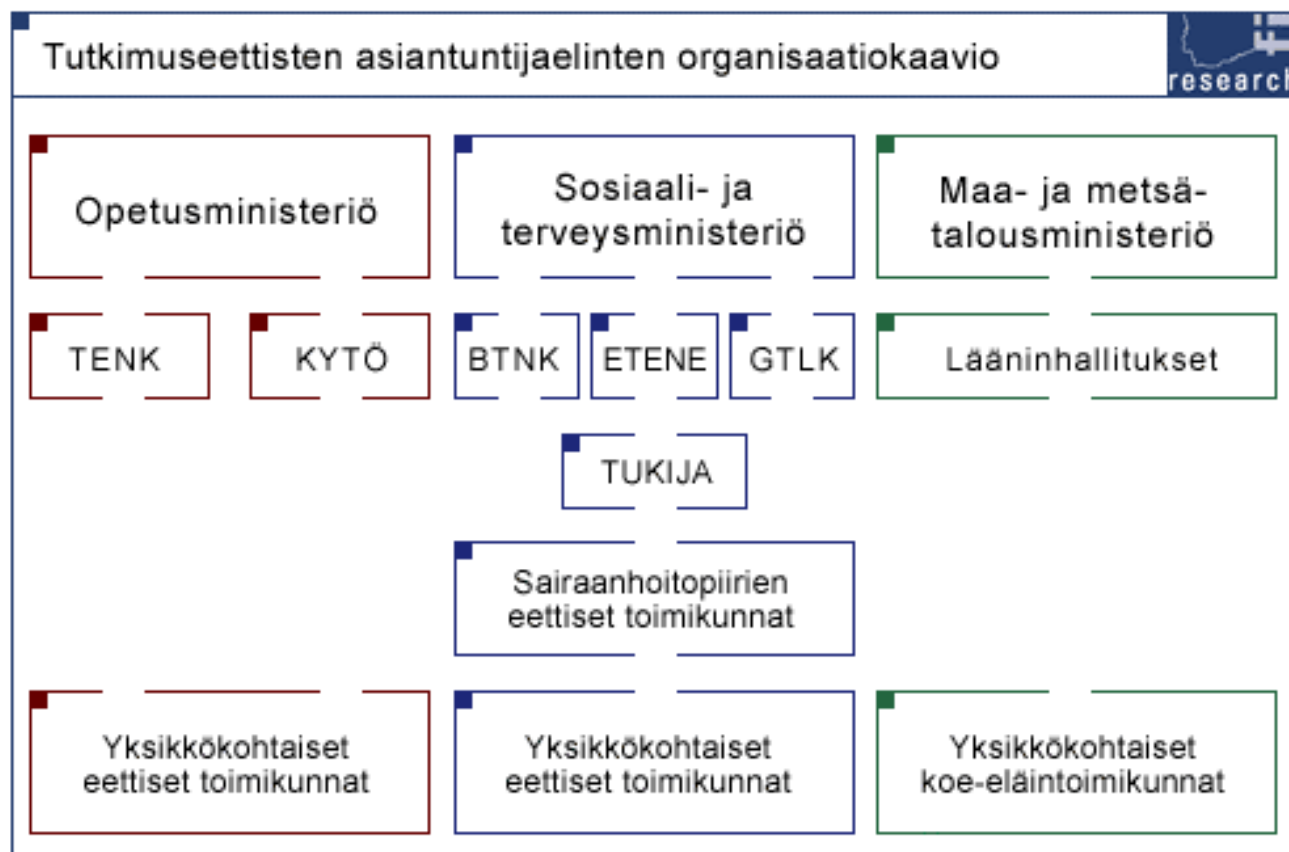 Tutkimuseettisten asiantuntijaelinten organisaatiokaavio
research
Opetusministeriö
Sosiaali- ja
terveysministeriö
Maa- ja metsä-
talousministeriö
TENK
KYTÖ
BTNK
ETENE
GTLK
Lääninhallitukset
TUKIJA
Sairaanhoitopiirien
eettiset toimikunnat
Yksikkökohtaiset
eettiset toimikunnat
Yksikkökohtaiset
eettiset toimikunnat
Yksikkökohtaiset
koe-eläintoimikunnat